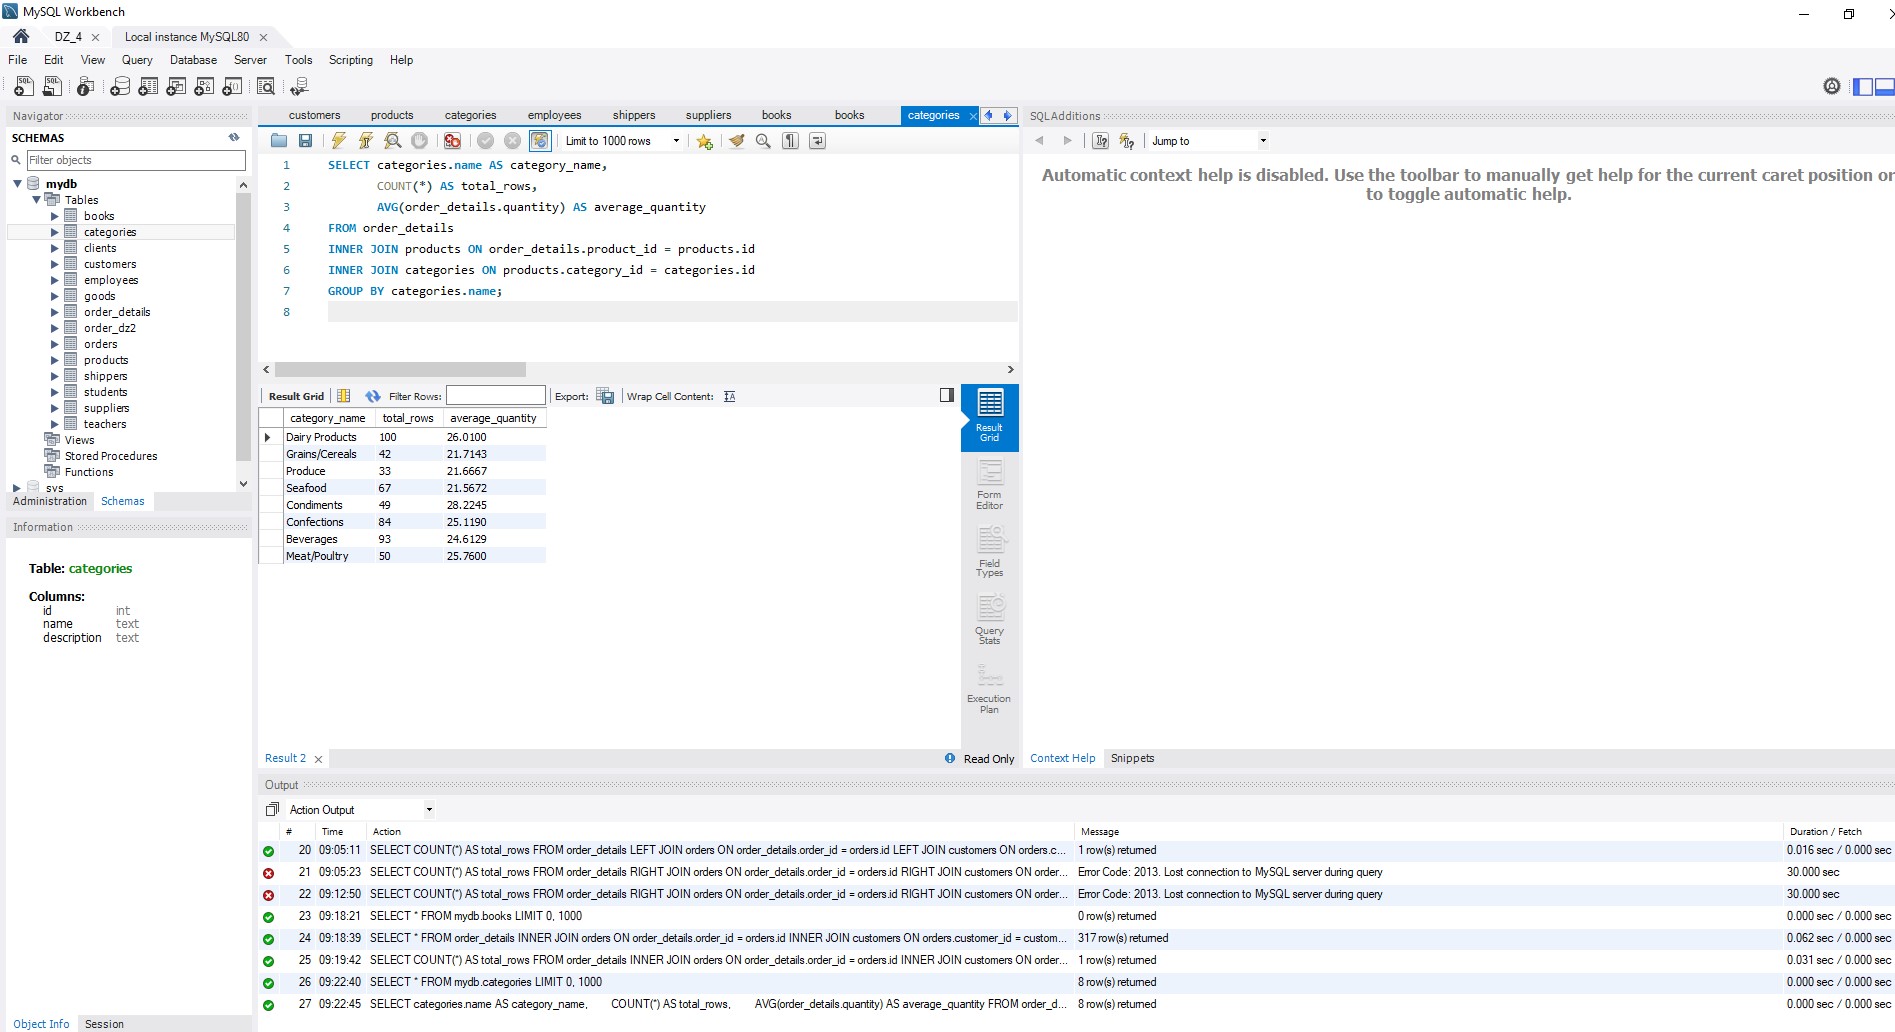 MySQL Workbench
DZ_4
Local instance MySQL80
File Edit View Query Database Server Tools Scripting Help
Navigator
SCHEMAS
Filter objects
mydb
Tables
books
categories
clients
customers
employees
goods
order_details
order_dz2
orders
products
shippers
students
suppliers
teachers
Views
Stored Procedures
Functions
sys
Administration Schemas
Information
Table: categories
Columns:
id int
name text
description text
Object Info Session
customers products categories employees shippers suppliers books books categories
Limit to 1000 rows
1 SELECT categories.name AS category_name,
2 COUNT(*) AS total_rows,
3 AVG(order_details.quantity) AS average_quantity
4 FROM order_details
5 INNER JOIN products ON order_details.product_id = products.id
6 INNER JOIN categories ON products.category_id = categories.id
7 GROUP BY categories.name;
8
Result Grid Filter Rows: Export: Wrap Cell Content:
category_name total_rows average_quantity
Dairy Products 100 26.0100
Grains/Cereals 42 21.7143
Produce 33 21.6667
Seafood 67 21.5672
Condiments 49 28.2245
Confections 84 25.1190
Beverages 93 24.6129
Meat/Poultry 50 25.7600
Result
Grid
Form
Editor
Field
Types
Query
Stats
Execution
Plan
Result 2
Read Only
SQLAdditions
Jump to
Automatic context help is disabled. Use the toolbar to manually get help for the current caret position or
to toggle automatic help.
Context Help Snippets
Output
Action Output
# Time Action Message Duration / Fetch
20 09:05:11 SELECT COUNT(*) AS total_rows FROM order_details LEFT JOIN orders ON order_details.order_id = orders.id LEFT JOIN customers ON orders.c... 1 row(s) returned 0.016 sec / 0.000 sec
21 09:05:23 SELECT COUNT(*) AS total_rows FROM order_details RIGHT JOIN orders ON order_details.order_id = orders.id RIGHT JOIN customers ON order... Error Code: 2013. Lost connection to MySQL server during query 30.000 sec
22 09:12:50 SELECT COUNT(*) AS total_rows FROM order_details RIGHT JOIN orders ON order_details.order_id = orders.id RIGHT JOIN customers ON order... Error Code: 2013. Lost connection to MySQL server during query 30.000 sec
23 09:18:21 SELECT * FROM mydb.books LIMIT 0, 1000 0 row(s) returned 0.000 sec / 0.000 sec
24 09:18:39 SELECT * FROM order_details INNER JOIN orders ON order_details.order_id = orders.id INNER JOIN customers ON orders.customer_id = custom... 317 row(s) returned 0.062 sec / 0.000 sec
25 09:19:42 SELECT COUNT(*) AS total_rows FROM order_details INNER JOIN orders ON order_details.order_id = orders.id INNER JOIN customers ON order... 1 row(s) returned 0.031 sec / 0.000 sec
26 09:22:40 SELECT * FROM mydb.categories LIMIT 0, 1000 8 row(s) returned 0.000 sec / 0.000 sec
27 09:22:45 SELECT categories.name AS category_name, COUNT(*) AS total_rows, AVG(order_details.quantity) AS average_quantity FROM order_d... 8 row(s) returned 0.000 sec / 0.000 sec